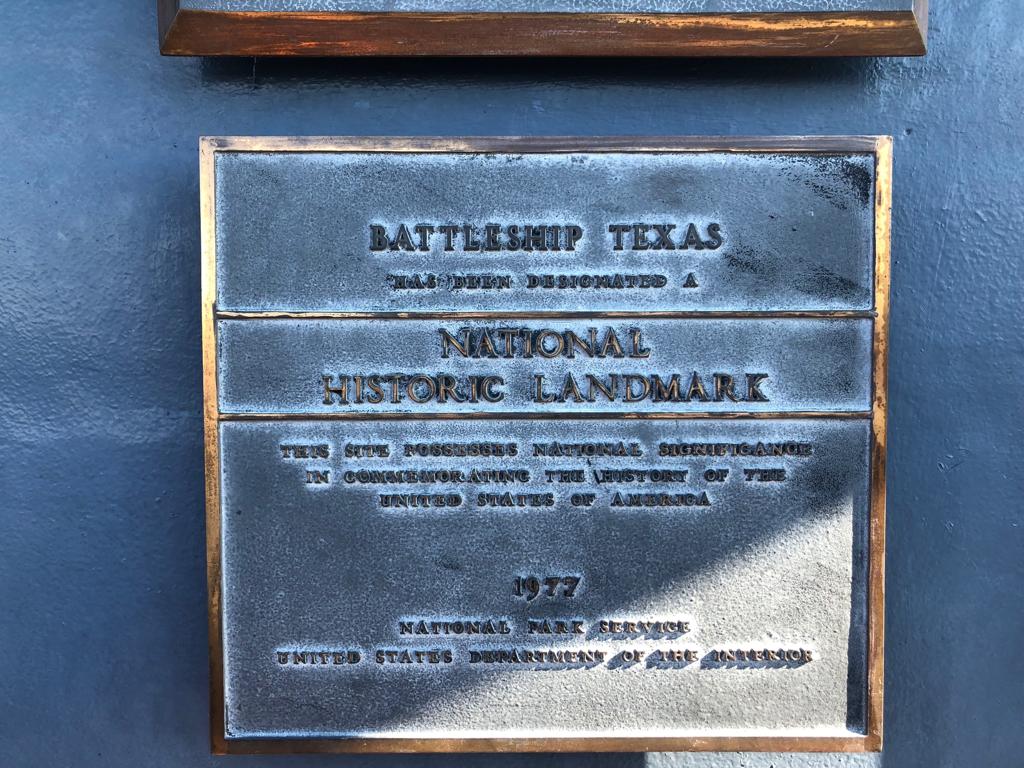 BATTLESHIP TEXAS
HAS BEEN DESIGNATED A
NATIONAL
HISTORIC LANDMARK
THIS SITE POSSESSES NATIONAL SIGNIFICANCE
IN COMMEMORATING THE HISTORY OF THE
UNITED STATES OF AMERICA
1977
NATIONAL PARK SERVICE
UNITED STATES DEPARTMENT OF THE INTERIOR